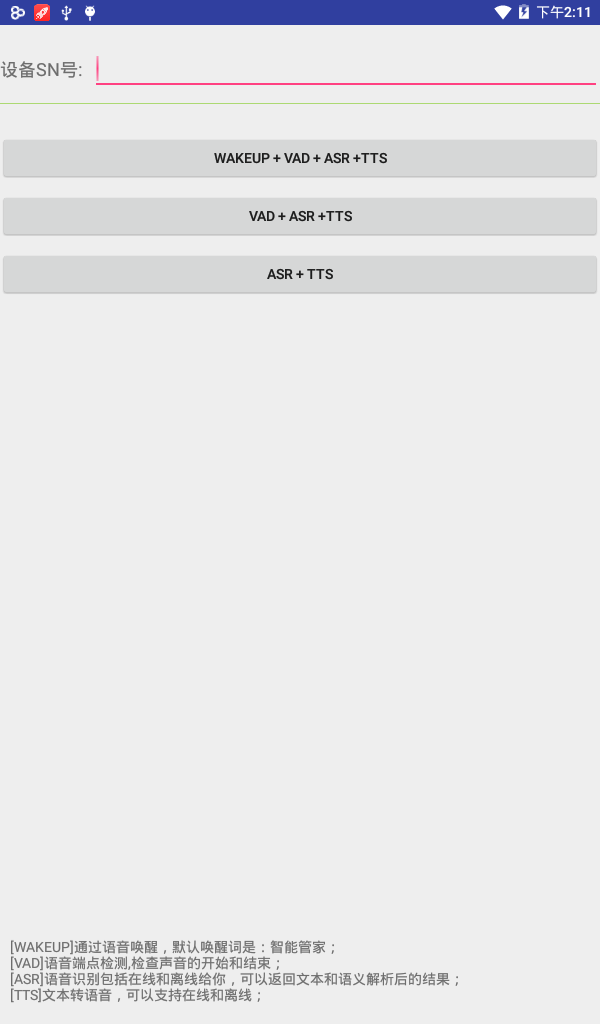 下午2:11
设备SN号:
WAKEUP + VAD + ASR +TTS
VAD + ASR +TTS
ASR + TTS
[WAKEUP]通过语音唤醒，默认唤醒词是：智能管家；
[VAD]语音端点检测,检查声音的开始和结束；
[ASR]语音识别包括在线和离线给你，可以返回文本和语义解析后的结果；
[TTS]文本转语音，可以支持在线和离线；